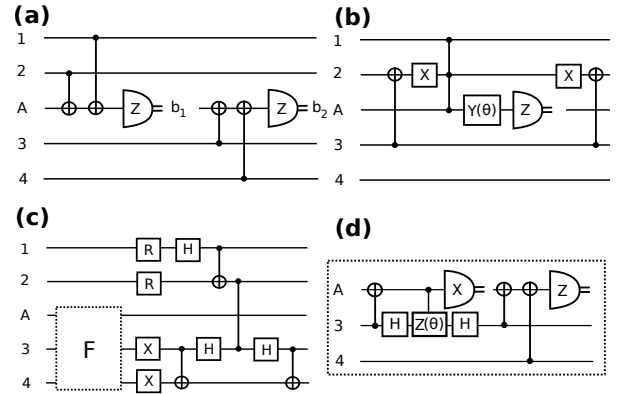 (a)
1
2
A Z b1 Z b2
3
4
(b)
1
2 X X
A Y(θ) Z
3
4
(c)
1 R H
2 R
A
3 F X H H
4 X
(d)
A X Z
3 H Z(θ) H
4